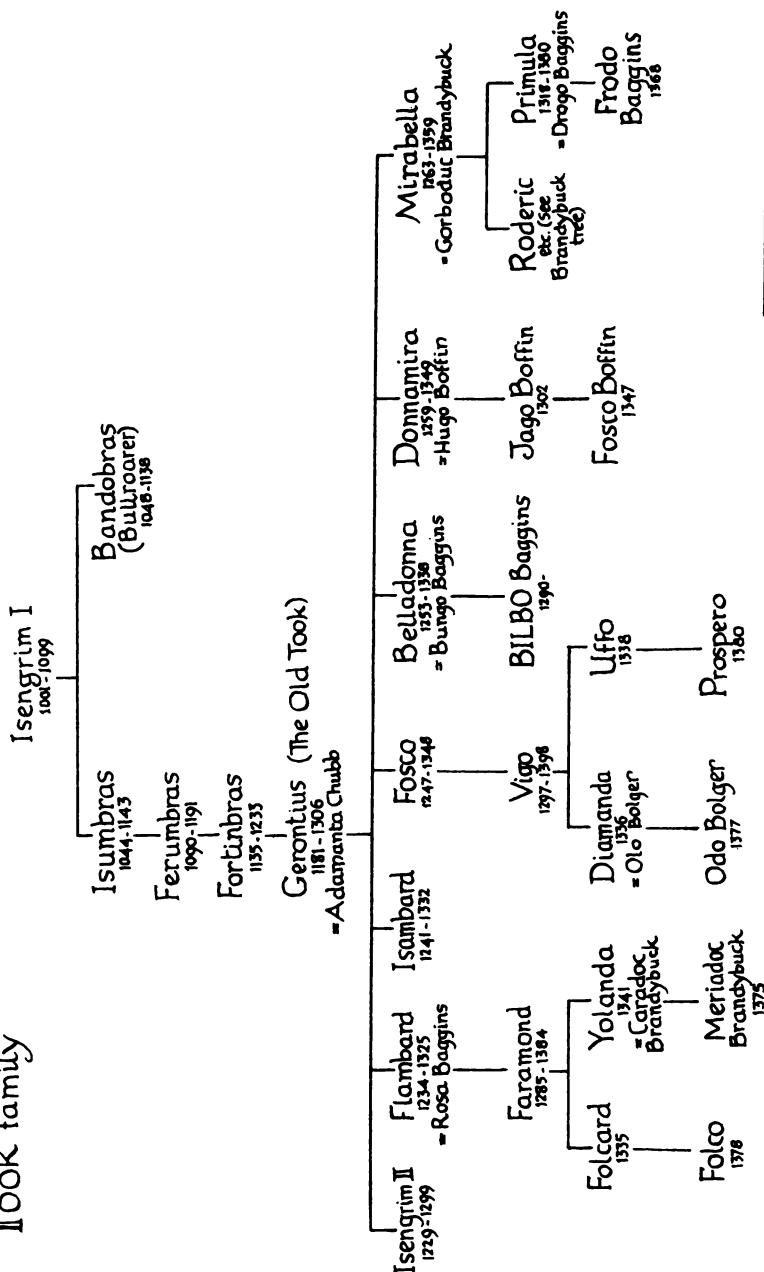 Took family
Isengrim I
1001-1099
Isumbras
1044-1143
Bandobras
(Bullroarer)
1048-1138
Ferumbras
1090-1191
Fortinbras
1135-1233
Gerontius (The Old Took)
1181-1306
=Adamanta Chubb
Isengrim II
1229-1299
Flambard
1234-1325
=Rosa Baggins
Isambard
1241-1332
Fosco
1247-1348
Belladonna
1253-1338
=Bungo Baggins
Donnamira
1259-1349
=Hugo Boffin
Mirabella
1263-1359
=Gorboduc Brandybuck
Faramond
1285-1384
Vigo
1297-1398
BILBO Baggins
1290-
Jago Boffin
1302
Roderic
etc. (see
Brandybuck
tree)
Primula
1318-1380
=Drogo Baggins
Folcard
1335
Yolanda
1341
=Caradoc
Brandybuck
Diamanda
1336
=Olo Bolger
Uffo
1338
Fosco Boffin
1347
Frodo
Baggins
1368
Folco
1378
Meriadoc
Brandybuck
1375
Odo Bolger
1377
Prospero
1380